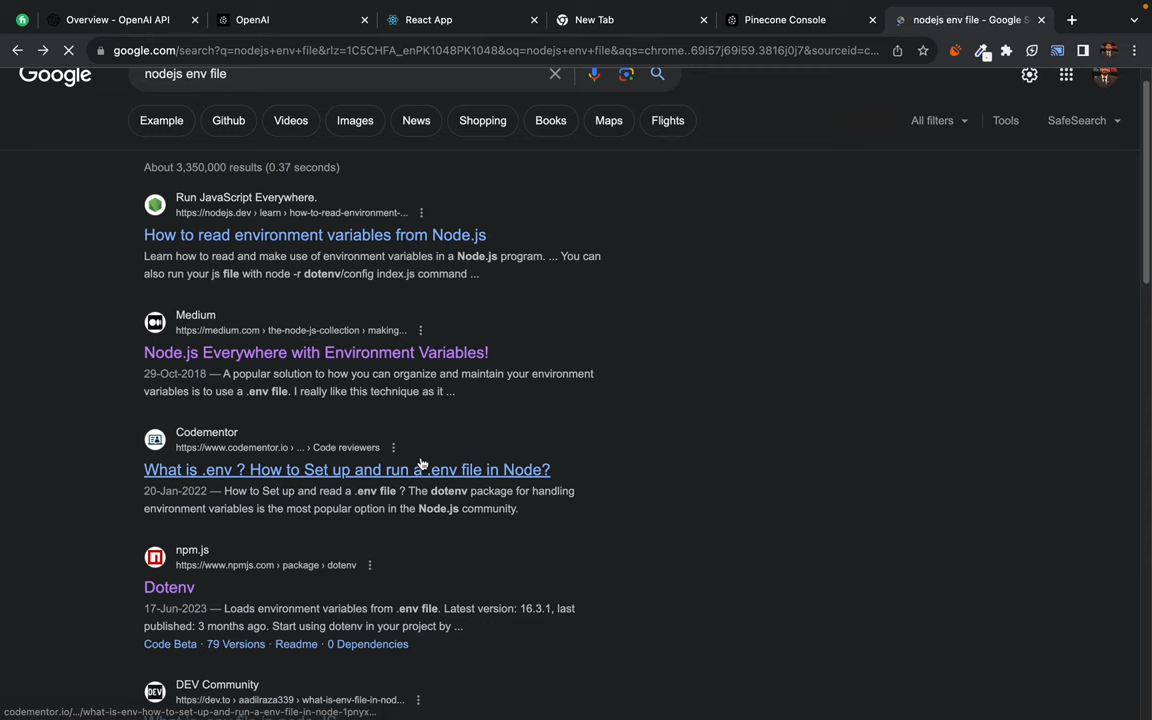 Overview - OpenAI API
OpenAI
React App
New Tab
Pinecone Console
nodejs env file - Google S
google.com/search?q=nodejs+env+file&rlz=1C5CHFA_enPK1048PK1048&oq=nodejs+env+file&aqs=chrome..69i57j69i59.3816j0j7&sourceid=c...
Google
nodejs env file
Example
Github
Videos
Images
News
Shopping
Books
Maps
Flights
All filters
Tools
SafeSearch
About 3,350,000 results (0.37 seconds)
Run JavaScript Everywhere.
https://nodejs.dev › learn › how-to-read-environment-...
How to read environment variables from Node.js
Learn how to read and make use of environment variables in a Node.js program. ... You can
also run your js file with node -r dotenv/config index.js command ...
Medium
https://medium.com › the-node-js-collection › making...
Node.js Everywhere with Environment Variables!
29-Oct-2018 — A popular solution to how you can organize and maintain your environment
variables is to use a .env file. I really like this technique as it ...
Codementor
https://www.codementor.io › ... › Code reviewers
What is .env ? How to Set up and run a .env file in Node?
20-Jan-2022 — How to Set up and read a .env file ? The dotenv package for handling
environment variables is the most popular option in the Node.js community.
npm.js
https://www.npmjs.com › package › dotenv
Dotenv
17-Jun-2023 — Loads environment variables from .env file. Latest version: 16.3.1, last
published: 3 months ago. Start using dotenv in your project by ...
Code Beta · 79 Versions · Readme · 0 Dependencies
DEV
DEV Community
https://dev.to › aadilraza339 › what-is-env-file-in-nod...
codementor.io/.../what-is-env-how-to-set-up-and-run-a-env-file-in-node-1pnyx...